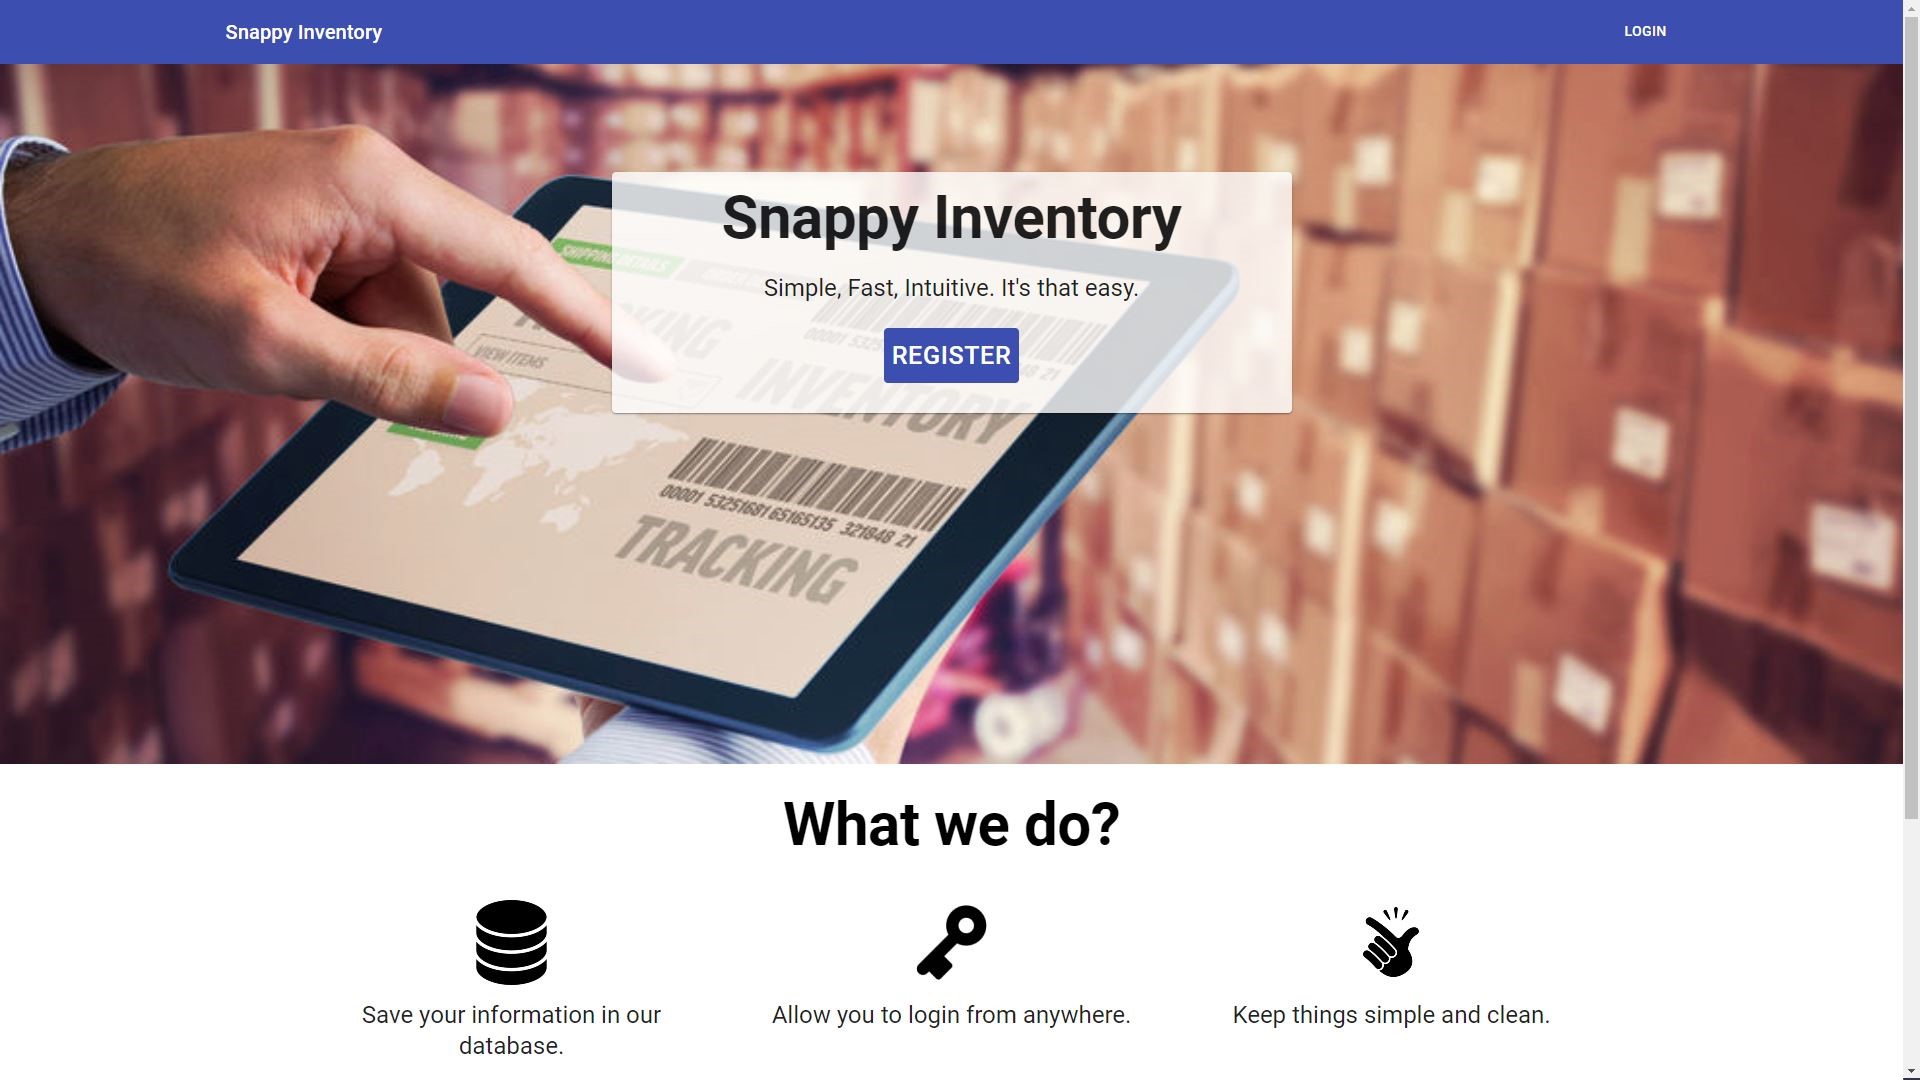 Snappy Inventory
LOGIN
Snappy Inventory
Simple, Fast, Intuitive. It's that easy.
REGISTER
SHIPPING DETAILS
VIEW ITEMS
INVENTORY
00001 53251681 65165135 321848 21
TRACKING
What we do?
Save your information in our
database.
Allow you to login from anywhere.
Keep things simple and clean.